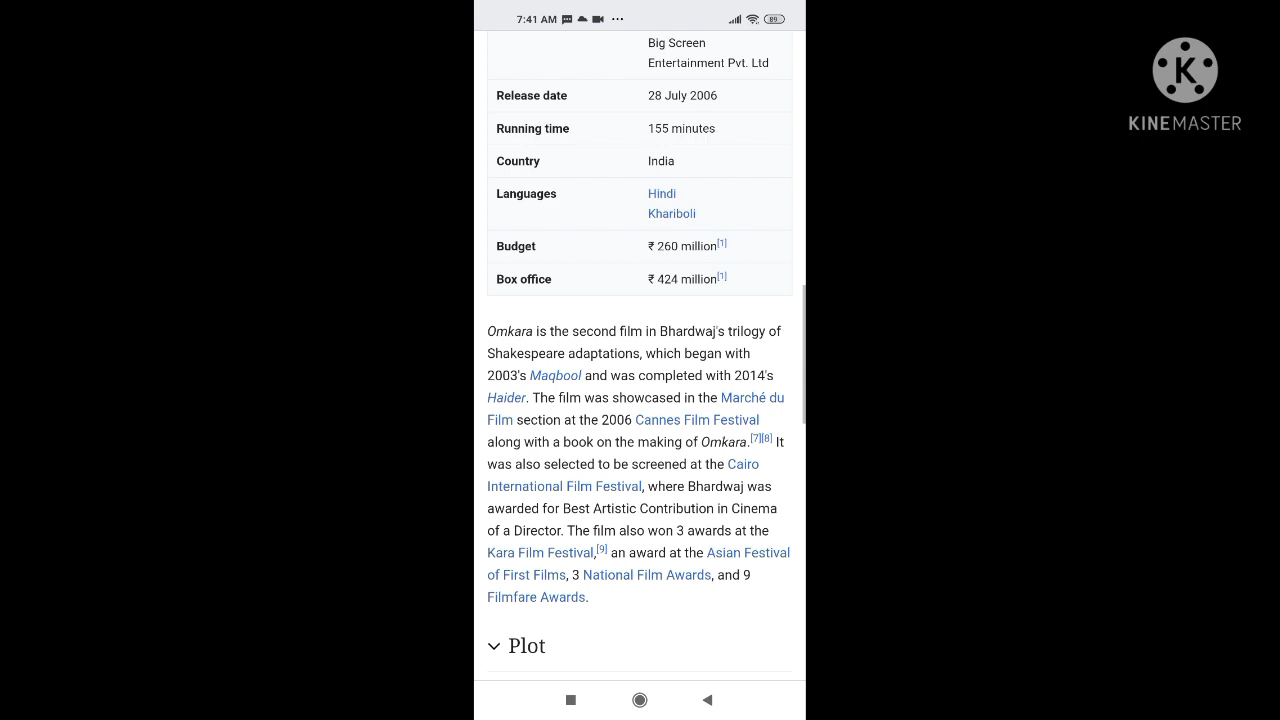 7:41 AM
89
Big Screen
Entertainment Pvt. Ltd
Release date 28 July 2006
Running time 155 minutes
Country India
Languages Hindi
Khariboli
Budget ₹ 260 million[1]
Box office ₹ 424 million[1]
Omkara is the second film in Bhardwaj's trilogy of
Shakespeare adaptations, which began with
2003's Maqbool and was completed with 2014's
Haider. The film was showcased in the Marché du
Film section at the 2006 Cannes Film Festival
along with a book on the making of Omkara.[7][8] It
was also selected to be screened at the Cairo
International Film Festival, where Bhardwaj was
awarded for Best Artistic Contribution in Cinema
of a Director. The film also won 3 awards at the
Kara Film Festival,[9] an award at the Asian Festival
of First Films, 3 National Film Awards, and 9
Filmfare Awards.
Plot
K
KINEMASTER